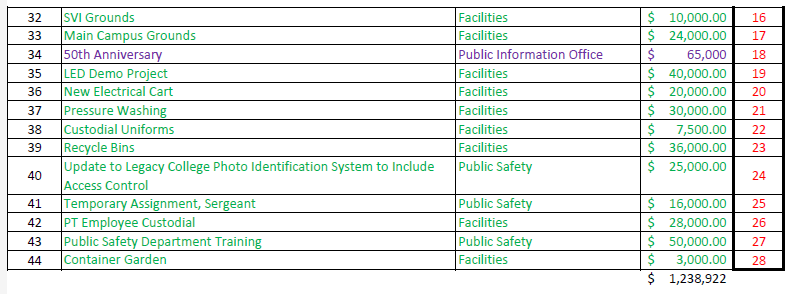 32 SVI Grounds Facilities $ 10,000.00 16
33 Main Campus Grounds Facilities $ 24,000.00 17
34 50th Anniversary Public Information Office $ 65,000 18
35 LED Demo Project Facilities $ 40,000.00 19
36 New Electrical Cart Facilities $ 20,000.00 20
37 Pressure Washing Facilities $ 30,000.00 21
38 Custodial Uniforms Facilities $ 7,500.00 22
39 Recycle Bins Facilities $ 36,000.00 23
40 Update to Legacy College Photo Identification System to Include Public Safety $ 25,000.00 24
Access Control
41 Temporary Assignment, Sergeant Public Safety $ 16,000.00 25
42 PT Employee Custodial Facilities $ 28,000.00 26
43 Public Safety Department Training Public Safety $ 50,000.00 27
44 Container Garden Facilities $ 3,000.00 28
$ 1,238,922